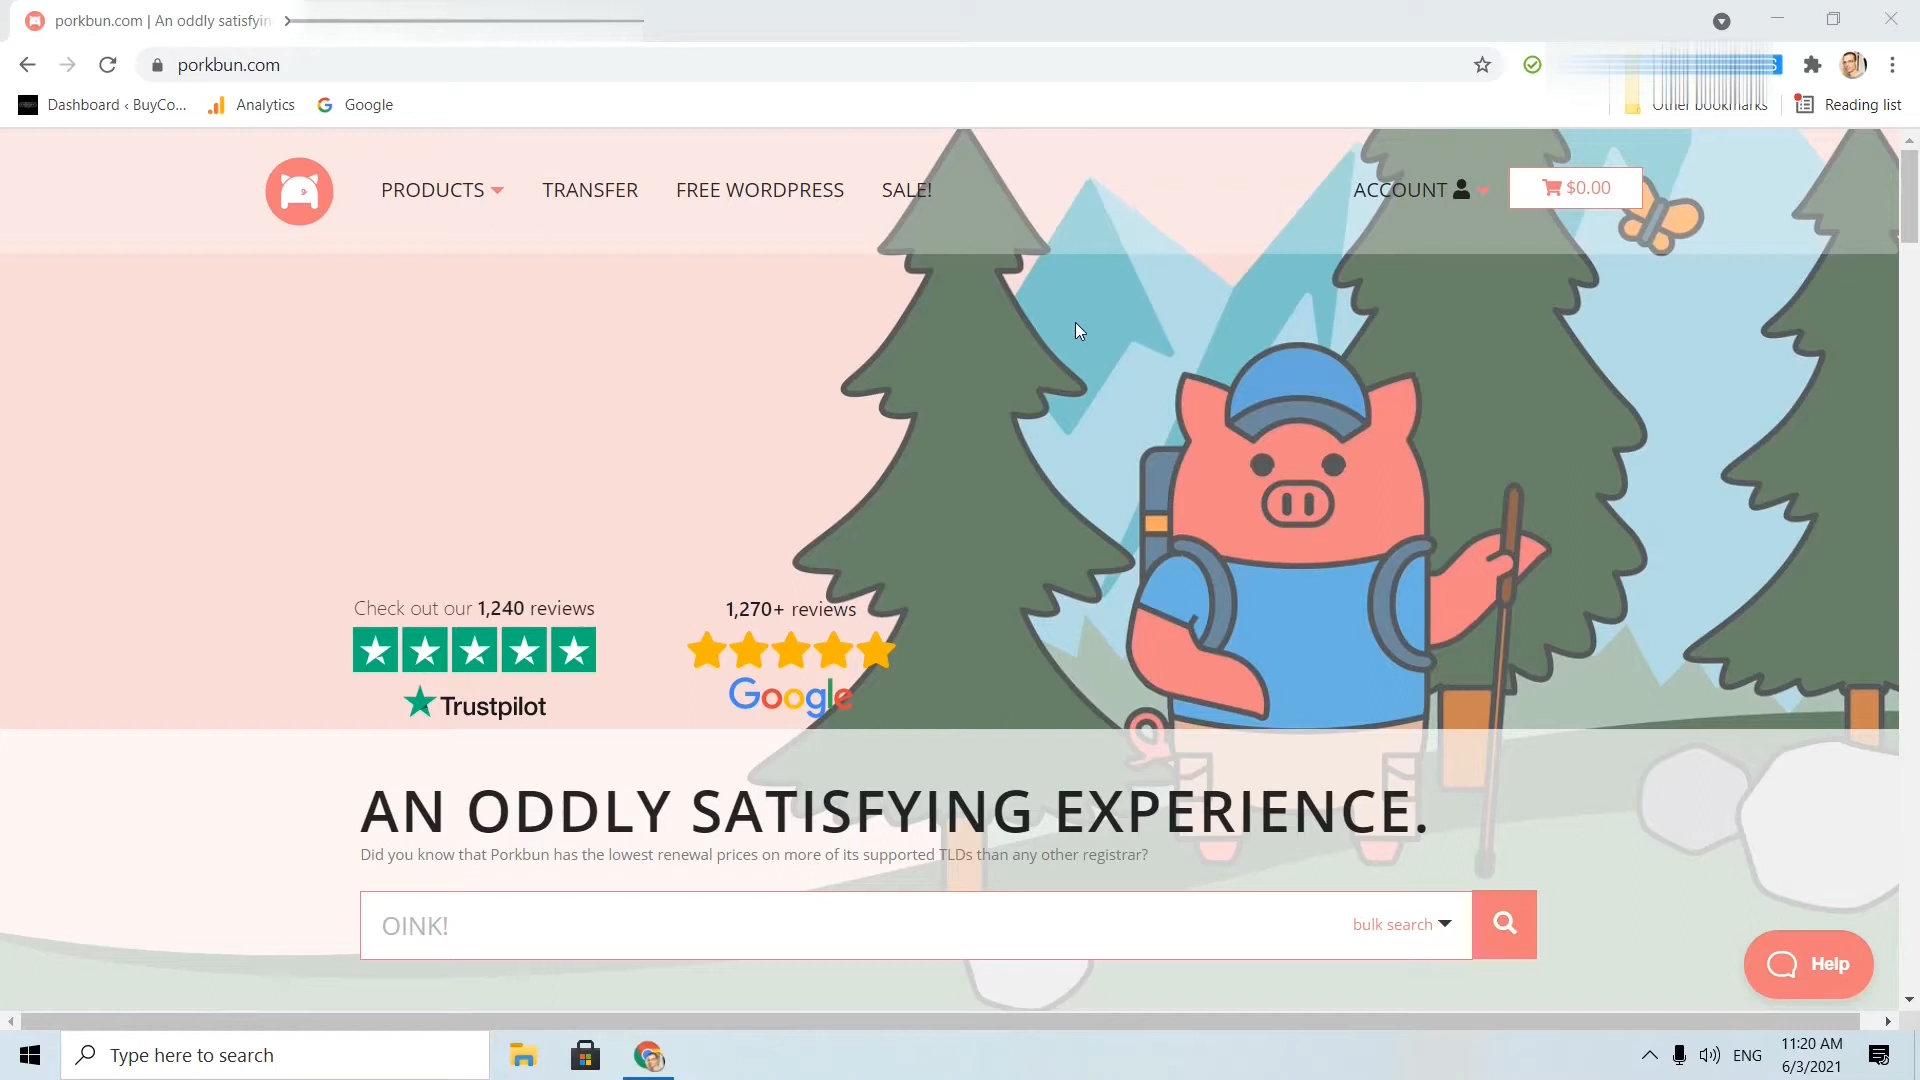 porkbun.com | An oddly satisfyin
porkbun.com
Dashboard ‹ BuyCo...
Analytics
Google
Other bookmarks
Reading list
PRODUCTS
TRANSFER
FREE WORDPRESS
SALE!
ACCOUNT
$0.00
Check out our 1,240 reviews
Trustpilot
1,270+ reviews
Google
AN ODDLY SATISFYING EXPERIENCE.
Did you know that Porkbun has the lowest renewal prices on more of its supported TLDs than any other registrar?
OINK!
bulk search
Help
Type here to search
ENG
11:20 AM
6/3/2021